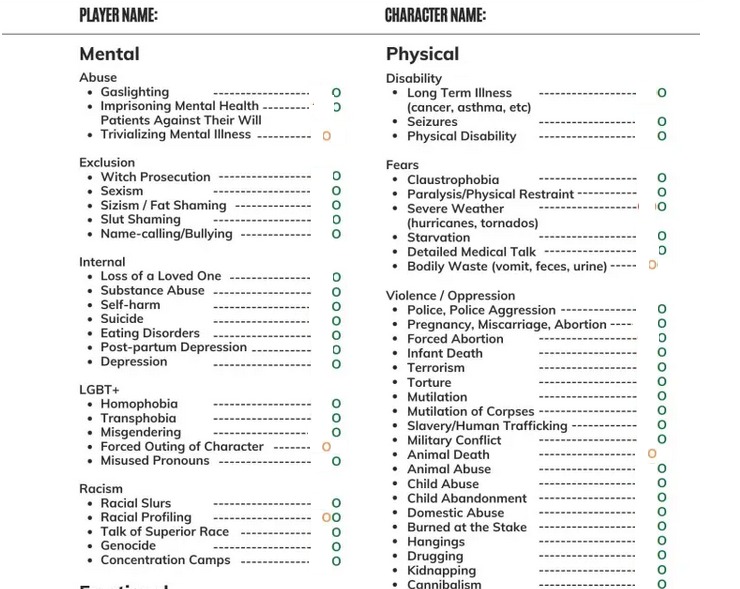 PLAYER NAME:
CHARACTER NAME:
Mental
Abuse
• Gaslighting ---------------------- O
• Imprisoning Mental Health ----------- O
Patients Against Their Will
• Trivializing Mental Illness ------------ O
Exclusion
• Witch Prosecution --------------------- O
• Sexism ---------------------- O
• Sizism / Fat Shaming ----------------- O
• Slut Shaming ---------------------- O
• Name-calling/Bullying ----------------- O
Internal
• Loss of a Loved One ------------------- O
• Substance Abuse ---------------------- O
• Self-harm ---------------------- O
• Suicide ---------------------- O
• Eating Disorders ---------------------- O
• Post-partum Depression ------------- O
• Depression ---------------------- O
LGBT+
• Homophobia ---------------------- O
• Transphobia ---------------------- O
• Misgendering ---------------------- O
• Forced Outing of Character ------- O
• Misused Pronouns --------------------- O
Racism
• Racial Slurs ---------------------- O
• Racial Profiling ---------------------- OO
• Talk of Superior Race ----------------- O
• Genocide ---------------------- O
• Concentration Camps ---------------- O
Physical
Disability
• Long Term Illness ---------------------- O
(cancer, asthma, etc)
• Seizures ---------------------- O
• Physical Disability ---------------------- O
Fears
• Claustrophobia ---------------------- O
• Paralysis/Physical Restraint ------------- O
• Severe Weather ---------------------- O
(hurricanes, tornados)
• Starvation ---------------------- O
• Detailed Medical Talk ---------------------- O
• Bodily Waste (vomit, feces, urine) ----- O
Violence / Oppression
• Police, Police Aggression ----------------- O
• Pregnancy, Miscarriage, Abortion ---- O
• Forced Abortion ---------------------- O
• Infant Death ---------------------- O
• Terrorism ---------------------- O
• Torture ---------------------- O
• Mutilation ---------------------- O
• Mutilation of Corpses ---------------------- O
• Slavery/Human Trafficking -------------- O
• Military Conflict ---------------------- O
• Animal Death ---------------------- O
• Animal Abuse ---------------------- O
• Child Abuse ---------------------- O
• Child Abandonment ---------------------- O
• Domestic Abuse ---------------------- O
• Burned at the Stake ---------------------- O
• Hangings ---------------------- O
• Drugging ---------------------- O
• Kidnapping ---------------------- O
• Cannibalism ---------------------- O